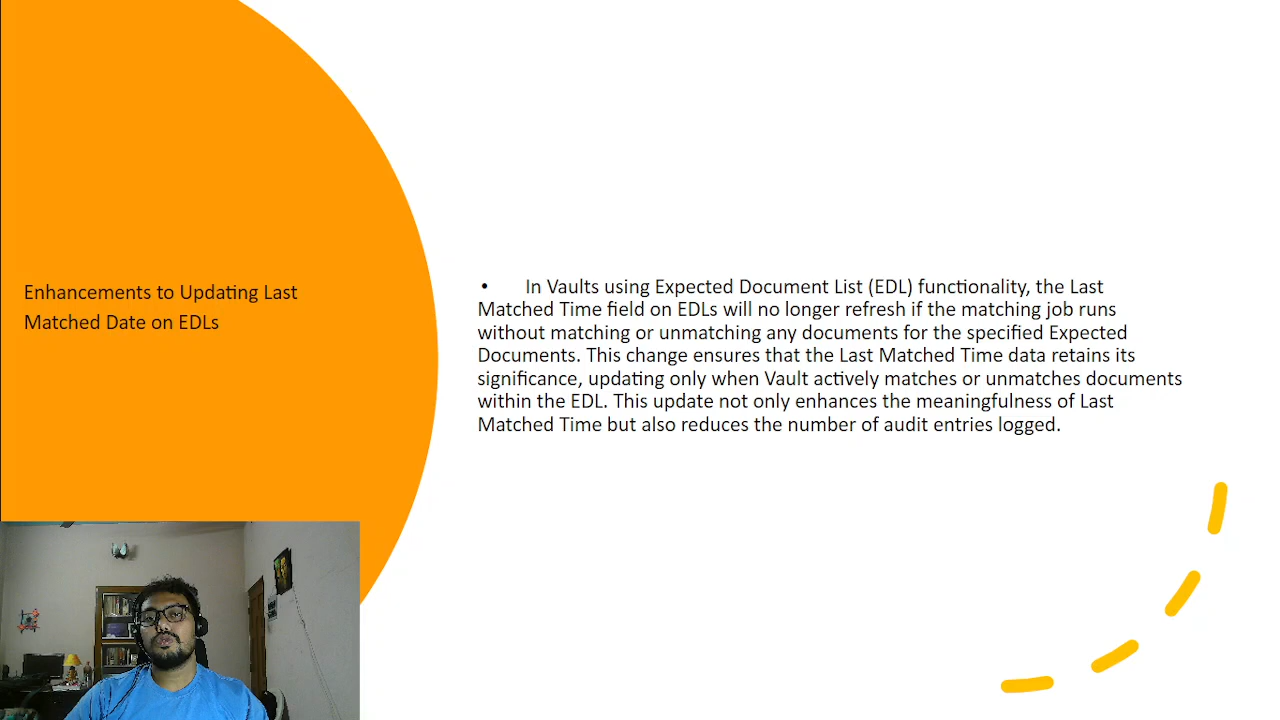 Enhancements to Updating Last
Matched Date on EDLs
• In Vaults using Expected Document List (EDL) functionality, the Last
Matched Time field on EDLs will no longer refresh if the matching job runs
without matching or unmatching any documents for the specified Expected
Documents. This change ensures that the Last Matched Time data retains its
significance, updating only when Vault actively matches or unmatches documents
within the EDL. This update not only enhances the meaningfulness of Last
Matched Time but also reduces the number of audit entries logged.